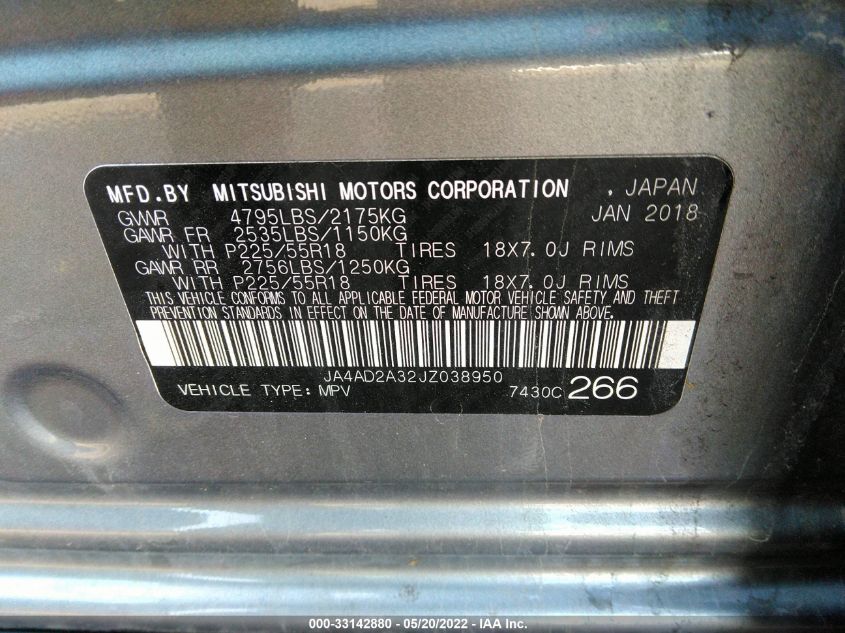 MFD.BY MITSUBISHI MOTORS CORPORATION , JAPAN
GVWR 4795LBS/2175KG JAN 2018
GAWR FR 2535LBS/1150KG
WITH P225/55R18 TIRES 18X7.0J RIMS
GAWR RR 2756LBS/1250KG
WITH P225/55R18 TIRES 18X7.0J RIMS
THIS VEHICLE CONFORMS TO ALL APPLICABLE FEDERAL MOTOR VEHICLE SAFETY AND THEFT
PREVENTION STANDARDS IN EFFECT ON THE DATE OF MANUFACTURE SHOWN ABOVE.
JA4AD2A32JZ038950
VEHICLE TYPE: MPV 7430C 266
000-33142880 - 05/20/2022 - IAA Inc.